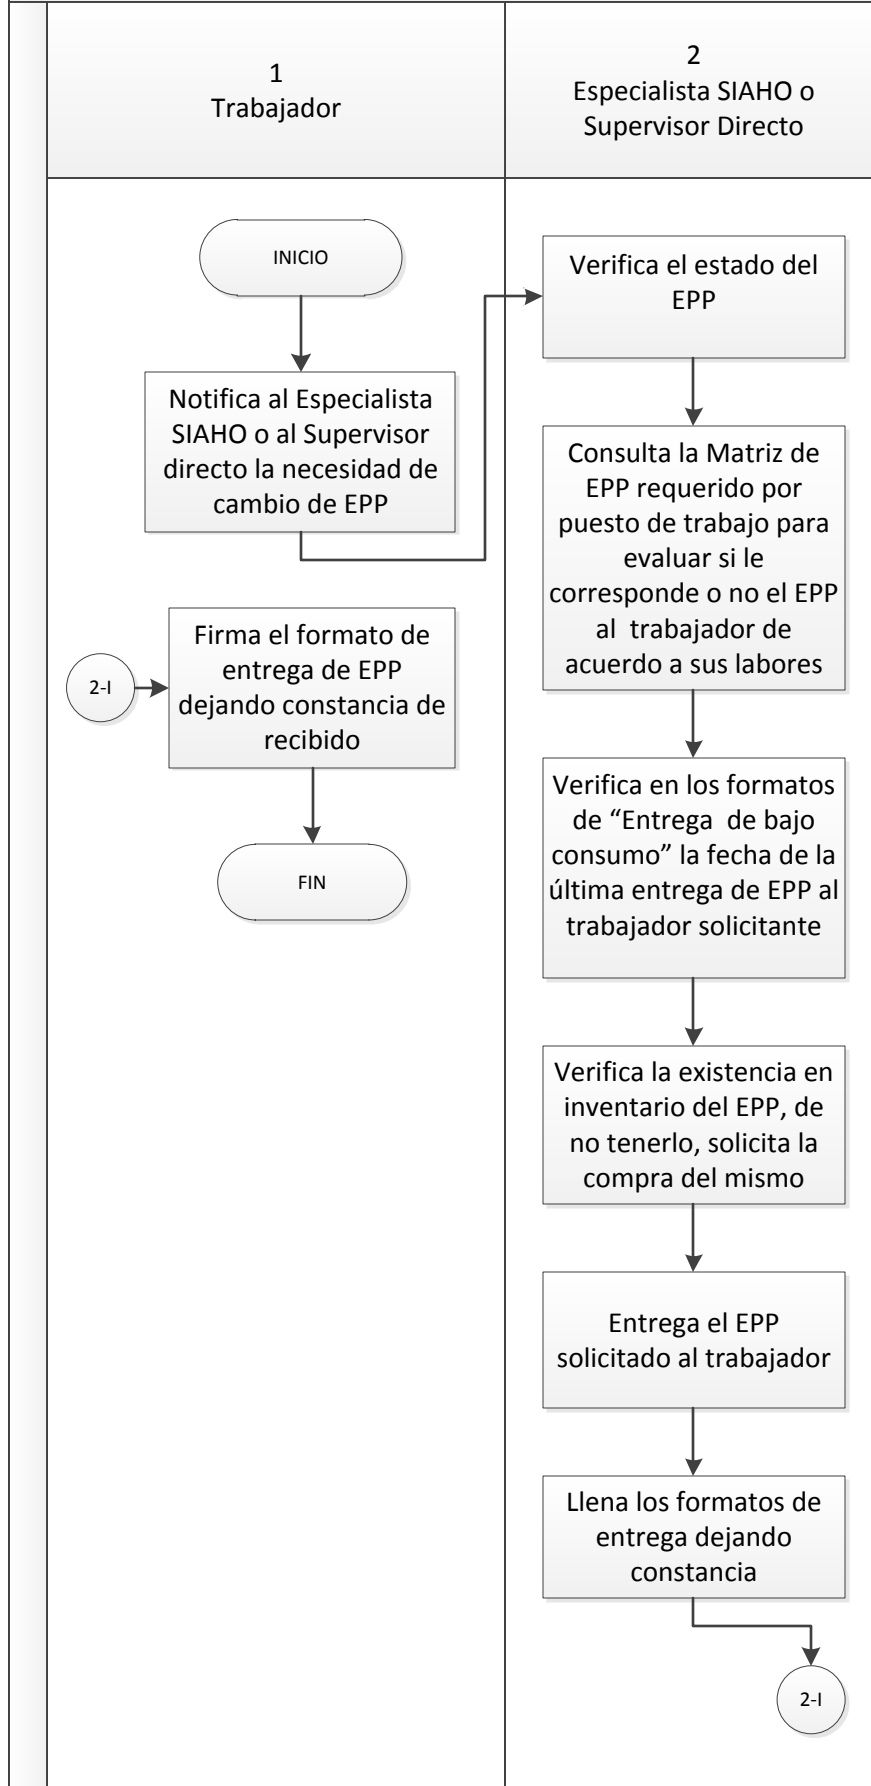 1
Trabajador
2
Especialista SIAHO o
Supervisor Directo
INICIO
Notifica al Especialista
SIAHO o al Supervisor
directo la necesidad de
cambio de EPP
2-I
Firma el formato de
entrega de EPP
dejando constancia de
recibido
FIN
Verifica el estado del
EPP
Consulta la Matriz de
EPP requerido por
puesto de trabajo para
evaluar si le
corresponde o no el EPP
al trabajador de
acuerdo a sus labores
Verifica en los formatos
de “Entrega de bajo
consumo” la fecha de la
última entrega de EPP al
trabajador solicitante
Verifica la existencia en
inventario del EPP, de
no tenerlo, solicita la
compra del mismo
Entrega el EPP
solicitado al trabajador
Llena los formatos de
entrega dejando
constancia
2-I